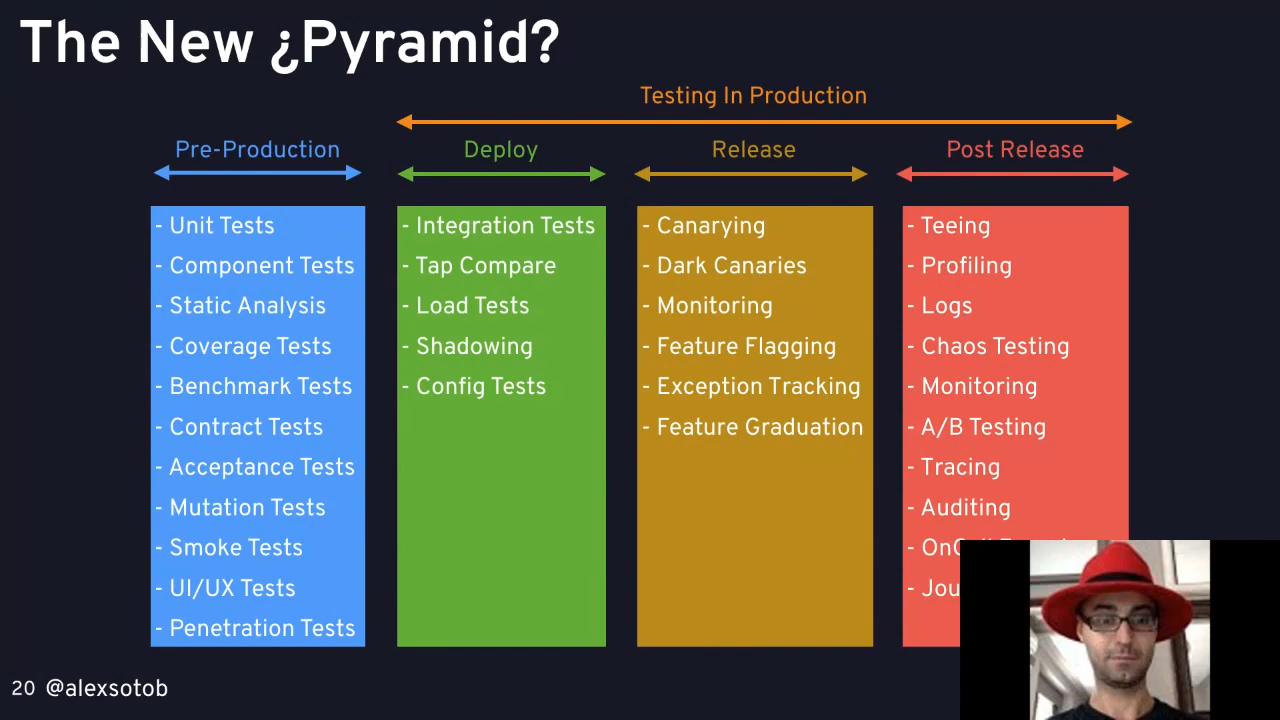 The New ¿Pyramid?
Testing In Production
Pre-Production
Deploy
Release
Post Release
- Unit Tests
- Component Tests
- Static Analysis
- Coverage Tests
- Benchmark Tests
- Contract Tests
- Acceptance Tests
- Mutation Tests
- Smoke Tests
- UI/UX Tests
- Penetration Tests
- Integration Tests
- Tap Compare
- Load Tests
- Shadowing
- Config Tests
- Canarying
- Dark Canaries
- Monitoring
- Feature Flagging
- Exception Tracking
- Feature Graduation
- Teeing
- Profiling
- Logs
- Chaos Testing
- Monitoring
- A/B Testing
- Tracing
- Auditing
20 @alexsotob